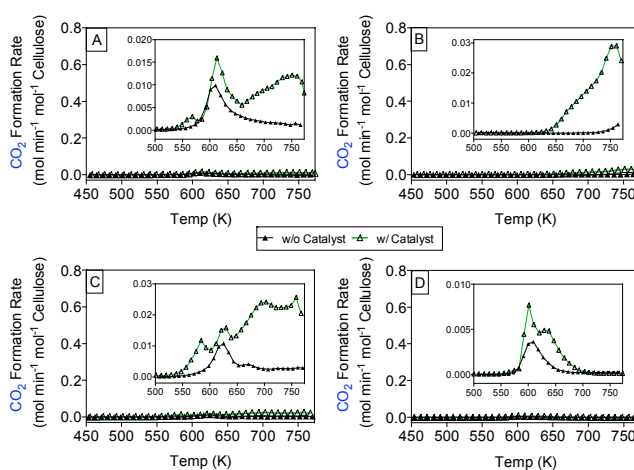 A
CO2 Formation Rate
(mol min-1 mol-1 Cellulose)
0.8
0.6
0.4
0.2
0.0
450 500 550 600 650 700 750
Temp (K)
0.020
0.015
0.010
0.005
0.000
500 550 600 650 700 750
B
CO2 Formation Rate
(mol min-1 mol-1 Cellulose)
0.8
0.6
0.4
0.2
0.0
450 500 550 600 650 700 750
Temp (K)
0.03
0.02
0.01
0.00
500 550 600 650 700 750
w/o Catalyst w/ Catalyst
C
CO2 Formation Rate
(mol min-1 mol-1 Cellulose)
0.8
0.6
0.4
0.2
0.0
450 500 550 600 650 700 750
Temp (K)
0.03
0.02
0.01
0.00
500 550 600 650 700 750
D
CO2 Formation Rate
(mol min-1 mol-1 Cellulose)
0.8
0.6
0.4
0.2
0.0
450 500 550 600 650 700 750
Temp (K)
0.010
0.005
0.000
500 550 600 650 700 750